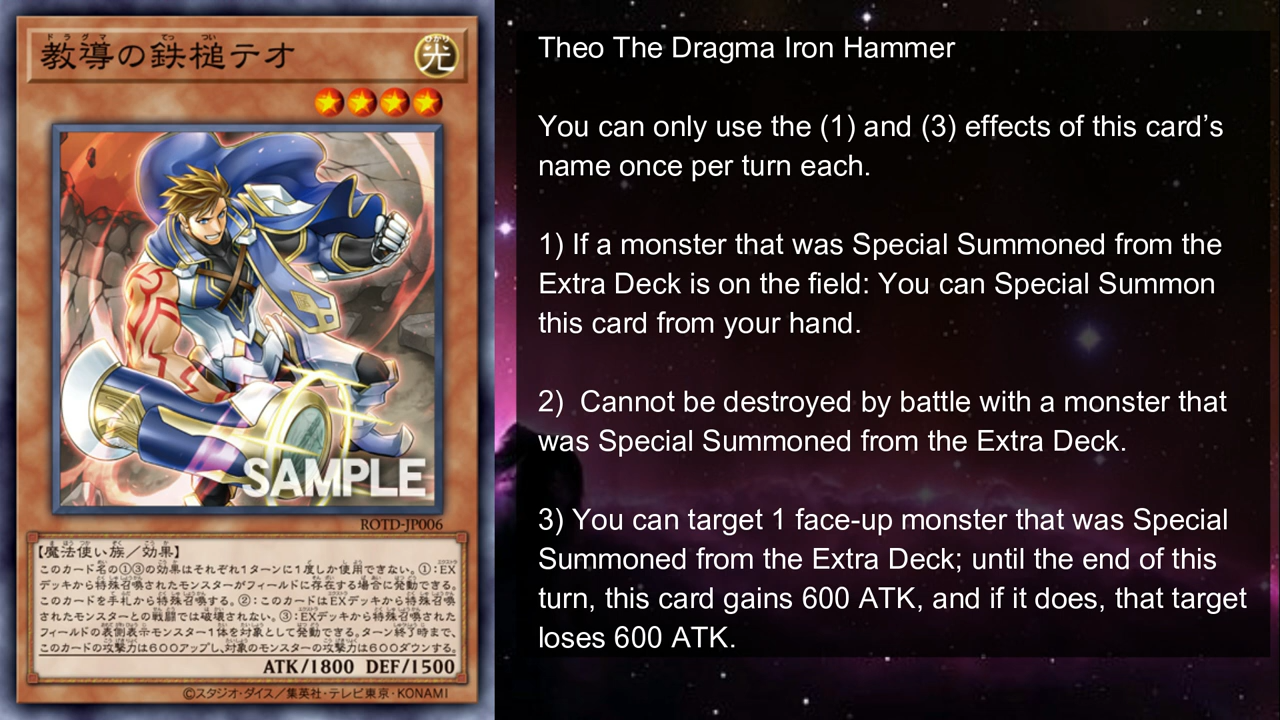 教導の鉄槌テオ
光
SAMPLE
ROTD-JP006
【魔法使い族／効果】
このカード名の①③の効果はそれぞれ1ターンに1度しか使用できない。①：EX
デッキから特殊召喚されたモンスターがフィールドに存在する場合に発動できる。
このカードを手札から特殊召喚する。②：このカードはEXデッキから特殊召喚
されたモンスターとの戦闘では破壊されない。③：EXデッキから特殊召喚された
フィールドの表側表示モンスター1体を対象として発動できる。ターン終了時まで、
このカードの攻撃力は600アップし、対象のモンスターの攻撃力は600ダウンする。
ATK/1800 DEF/1500
©スタジオ・ダイス／集英社・テレビ東京・KONAMI
Theo The Dragma Iron Hammer
You can only use the (1) and (3) effects of this card’s
name once per turn each.
1) If a monster that was Special Summoned from the
Extra Deck is on the field: You can Special Summon
this card from your hand.
2)  Cannot be destroyed by battle with a monster that
was Special Summoned from the Extra Deck.
3) You can target 1 face-up monster that was Special
Summoned from the Extra Deck; until the end of this
turn, this card gains 600 ATK, and if it does, that target
loses 600 ATK.